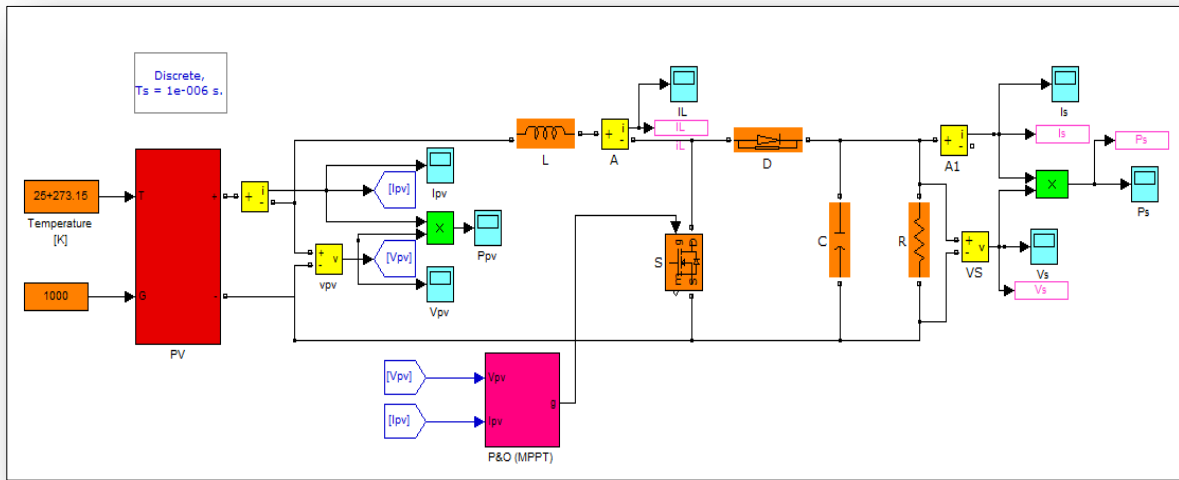 Discrete,
Ts = 1e-006 s.
25+273.15
Temperature
[K]
1000
T
G
+
-
PV
+
-
i
+
-
v
vpv
Ipv
[Ipv]
X
Ppv
[Vpv]
Vpv
L
+
-
i
A
IL
IL
iL
D
g
S
C
R
+
-
i
A1
Is
Is
X
Ps
Ps
+
-
v
VS
Vs
Vs
[Vpv]
[Ipv]
Vpv
Ipv
g
P&O (MPPT)